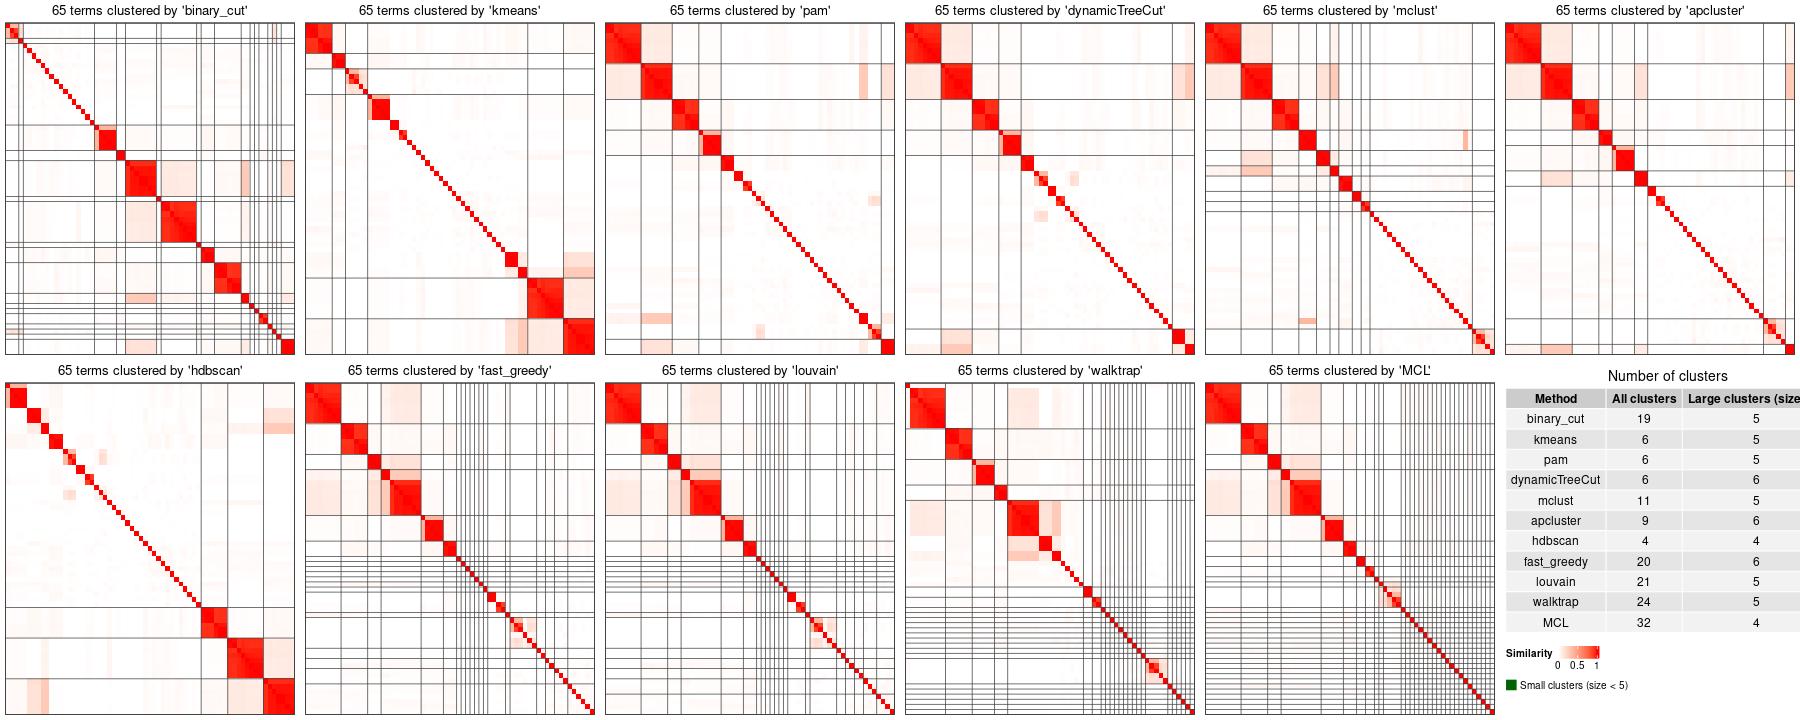 65 terms clustered by 'binary_cut'
65 terms clustered by 'kmeans'
65 terms clustered by 'pam'
65 terms clustered by 'dynamicTreeCut'
65 terms clustered by 'mclust'
65 terms clustered by 'apcluster'
65 terms clustered by 'hdbscan'
65 terms clustered by 'fast_greedy'
65 terms clustered by 'louvain'
65 terms clustered by 'walktrap'
65 terms clustered by 'MCL'
Number of clusters
Method All clusters Large clusters (size
binary_cut 19 5
kmeans 6 5
pam 6 5
dynamicTreeCut 6 6
mclust 11 5
apcluster 9 6
hdbscan 4 4
fast_greedy 20 6
louvain 21 5
walktrap 24 5
MCL 32 4
Similarity
0 0.5 1
Small clusters (size < 5)